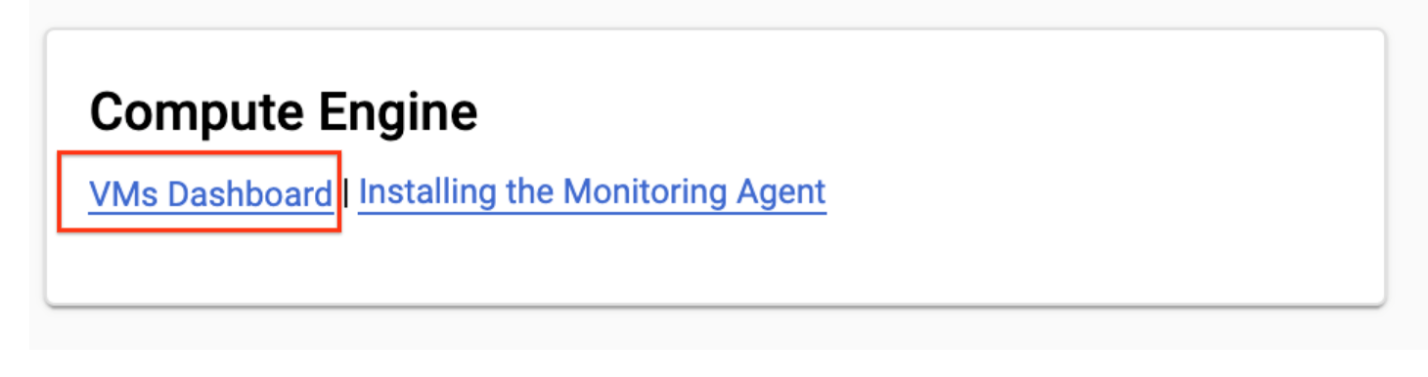 Compute Engine
VMs Dashboard | Installing the Monitoring Agent